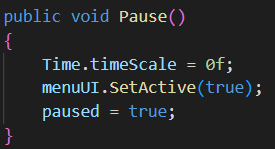 public void Pause()
{
    Time.timeScale = 0f;
    menuUI.SetActive(true);
    paused = true;
}